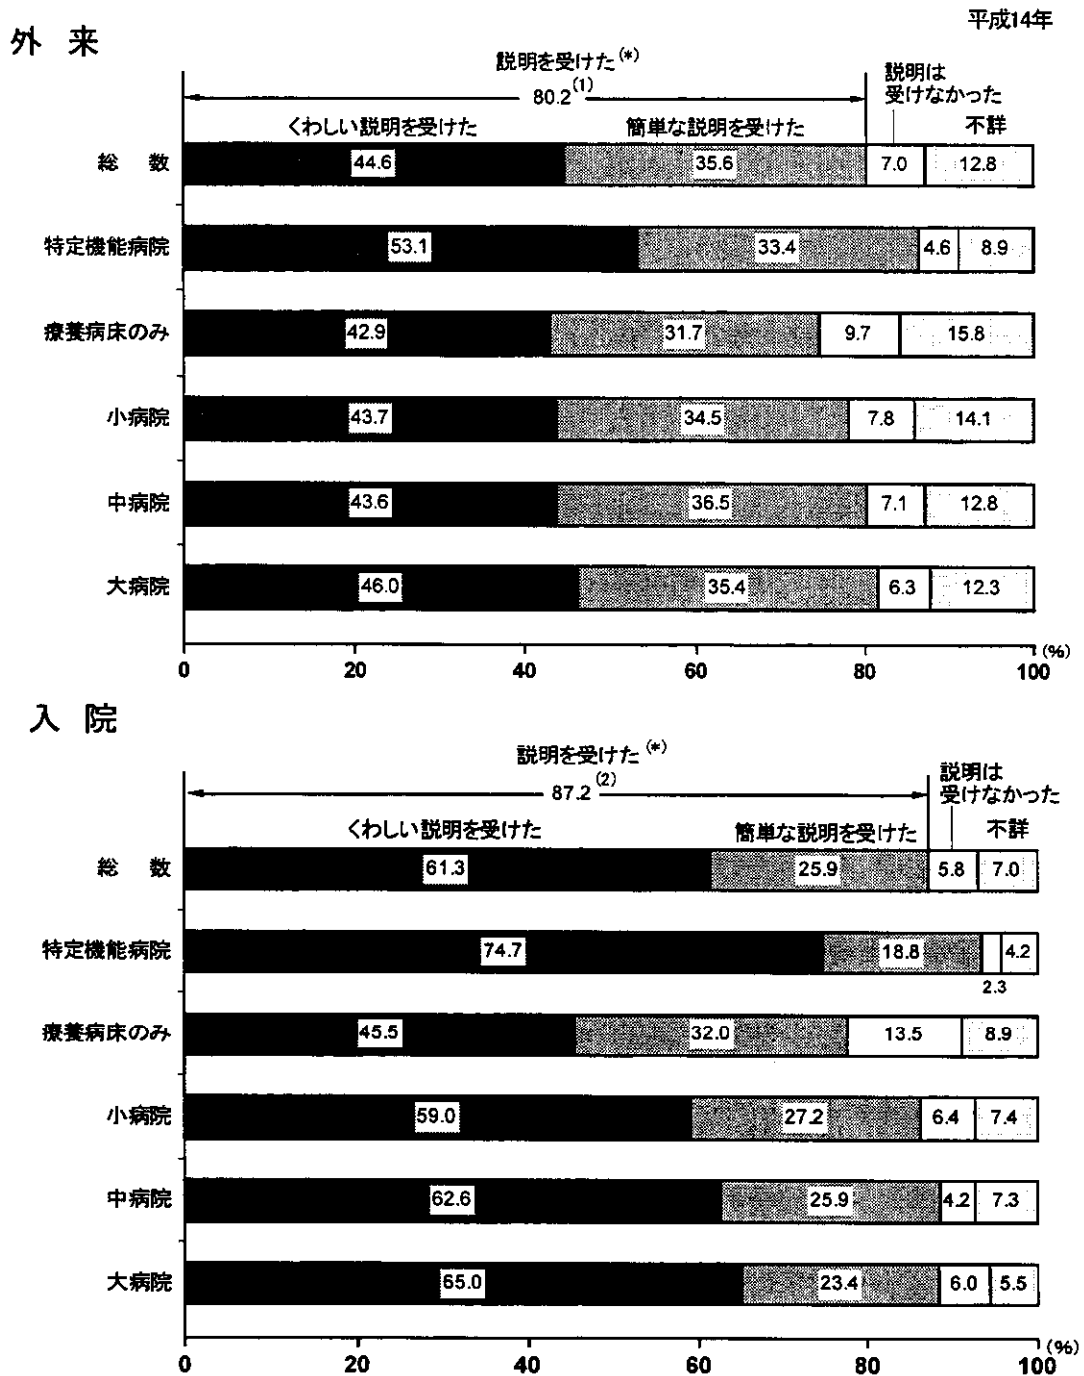 平成14年
外 来
説明を受けた(*)
80.2(1)
説明は
受けなかった
くわしい説明を受けた 簡単な説明を受けた 不詳
総 数 44.6 35.6 7.0 12.8
特定機能病院 53.1 33.4 4.6 8.9
療養病床のみ 42.9 31.7 9.7 15.8
小病院 43.7 34.5 7.8 14.1
中病院 43.6 36.5 7.1 12.8
大病院 46.0 35.4 6.3 12.3
0 20 40 60 80 100 (%)
入 院
説明を受けた(*)
87.2(2)
説明は
受けなかった
くわしい説明を受けた 簡単な説明を受けた 不詳
総 数 61.3 25.9 5.8 7.0
特定機能病院 74.7 18.8 4.2
2.3
療養病床のみ 45.5 32.0 13.5 8.9
小病院 59.0 27.2 6.4 7.4
中病院 62.6 25.9 4.2 7.3
大病院 65.0 23.4 6.0 5.5
0 20 40 60 80 100 (%)